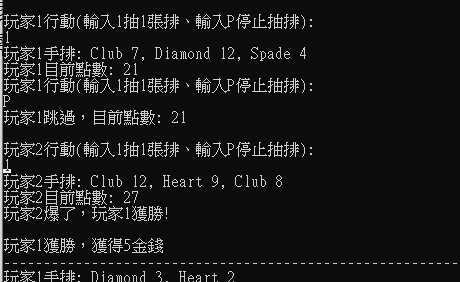 玩家1行動(輸入1抽1張排、輸入P停止抽排):
1
玩家1手排: Club 7, Diamond 12, Spade 4
玩家1目前點數: 21
玩家1行動(輸入1抽1張排、輸入P停止抽排):
P
玩家1跳過，目前點數: 21
玩家2行動(輸入1抽1張排、輸入P停止抽排):
1
玩家2手排: Club 12, Heart 9, Club 8
玩家2目前點數: 27
玩家2爆了，玩家1獲勝!
玩家1獲勝，獲得5金錢
玩家1手排: Diamond 3, Heart 2